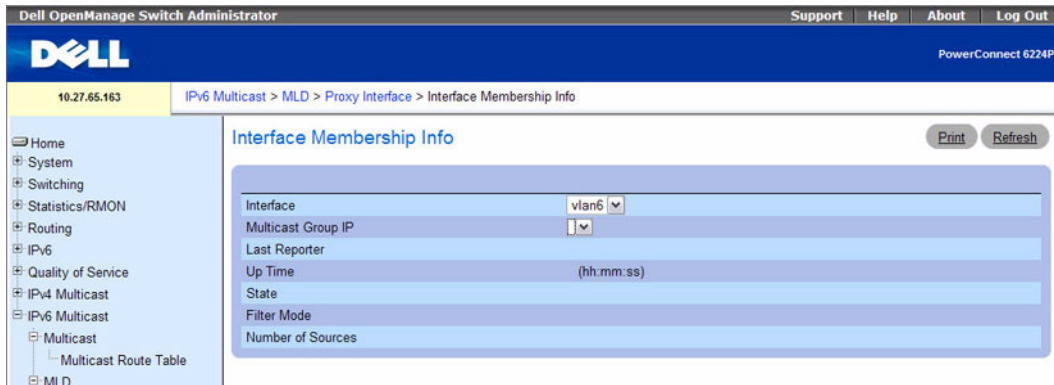 Dell OpenManage Switch Administrator
Support Help About Log Out
DELL
PowerConnect 6224P
10.27.65.163
IPv6 Multicast > MLD > Proxy Interface > Interface Membership Info
Home
System
Switching
Statistics/RMON
Routing
IPv6
Quality of Service
IPv4 Multicast
IPv6 Multicast
Multicast
Multicast Route Table
MLD
Interface Membership Info
Print Refresh
Interface vlan6
Multicast Group IP
Last Reporter
Up Time (hh:mm:ss)
State
Filter Mode
Number of Sources